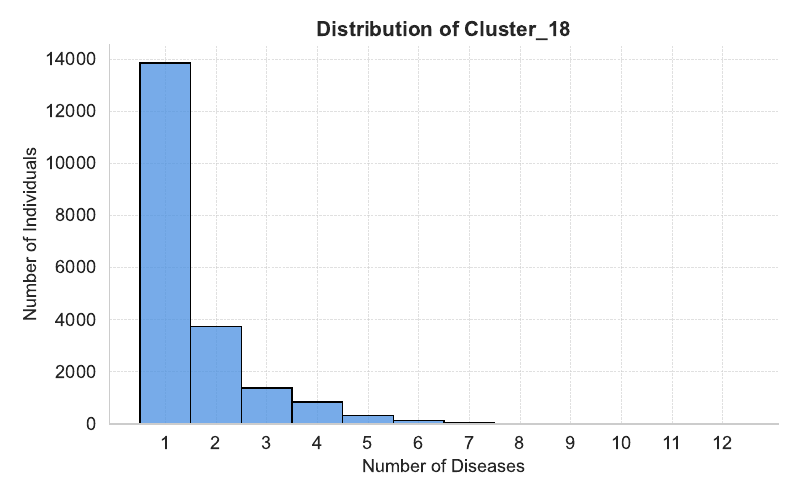 Distribution of Cluster_18
Number of Individuals
14000
12000
10000
8000
6000
4000
2000
0
1 2 3 4 5 6 7 8 9 10 11 12
Number of Diseases